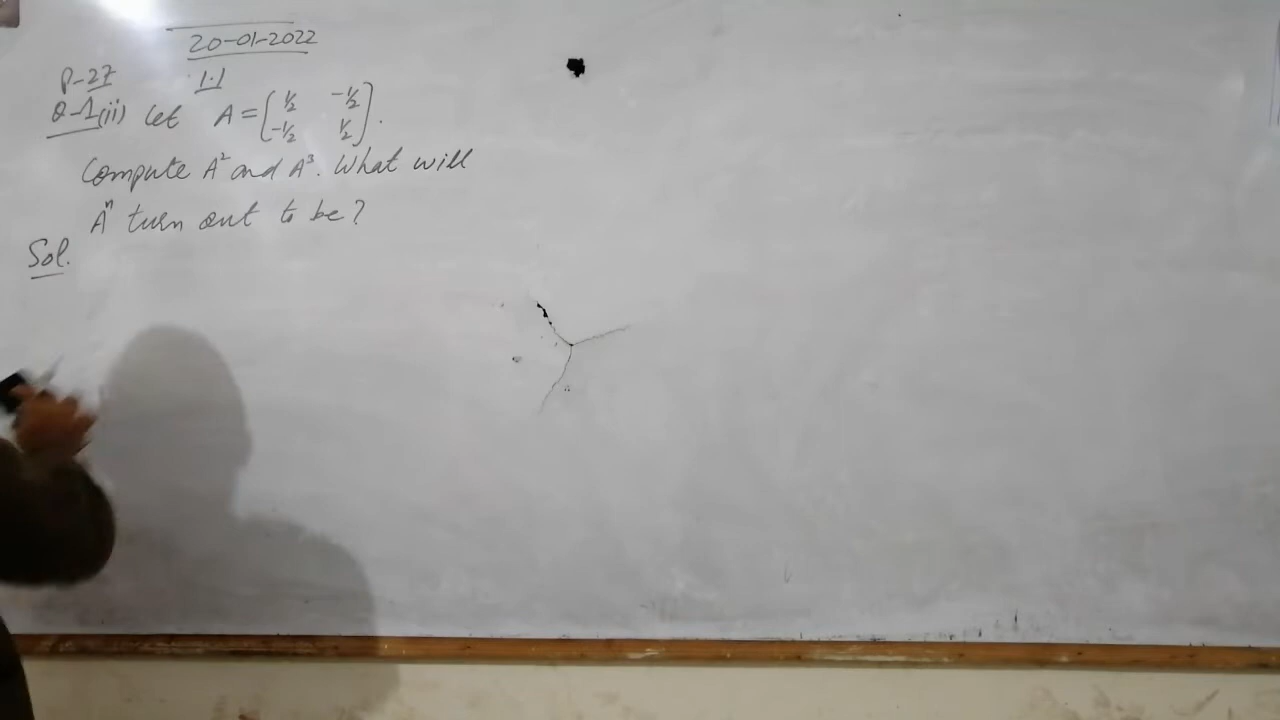 20-01-2022
P-27 1.1
Q-1(ii) Let A = [1/2 -1/2
-1/2 1/2].
Compute A² and A³. What will
Aⁿ turn out to be?
Sol.